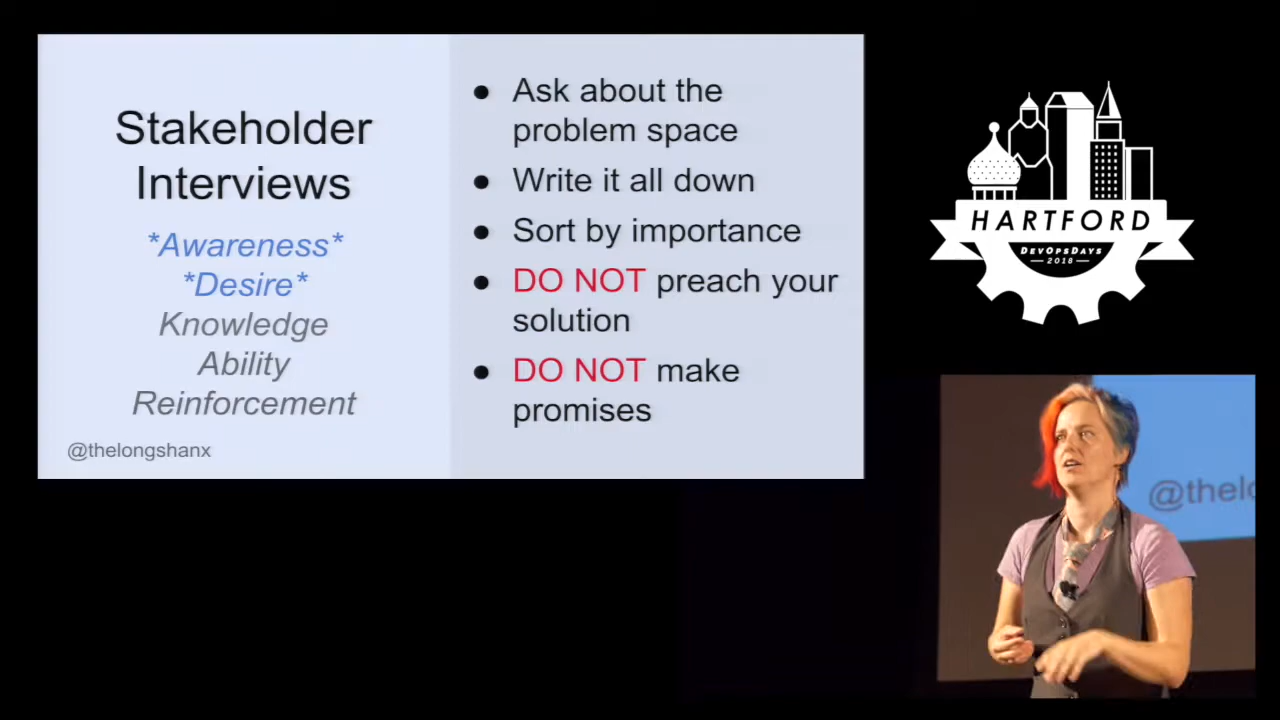 Stakeholder
Interviews
*Awareness*
*Desire*
Knowledge
Ability
Reinforcement
@thelongshanx
● Ask about the
problem space
● Write it all down
● Sort by importance
● DO NOT preach your
solution
● DO NOT make
promises
HARTFORD
DEVOPSDAYS
— 2018 —
@thelo